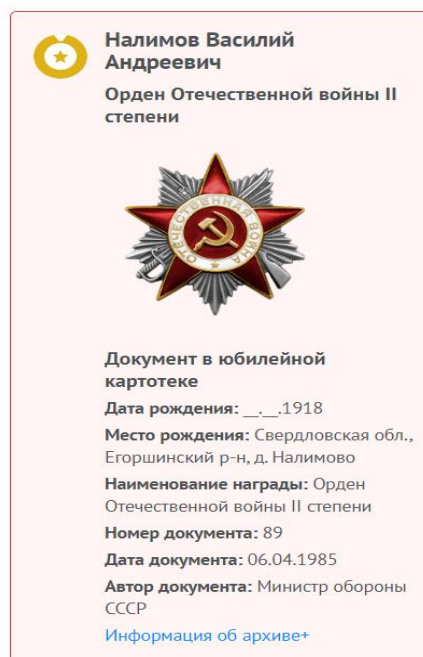 Налимов Василий
Андреевич
Орден Отечественной войны II
степени
ОТЕЧЕСТВЕННАЯ ВОЙНА
Документ в юбилейной
картотеке
Дата рождения: __.__.1918
Место рождения: Свердловская обл.,
Егоршинский р-н, д. Налимово
Наименование награды: Орден
Отечественной войны II степени
Номер документа: 89
Дата документа: 06.04.1985
Автор документа: Министр обороны
СССР
Информация об архиве+